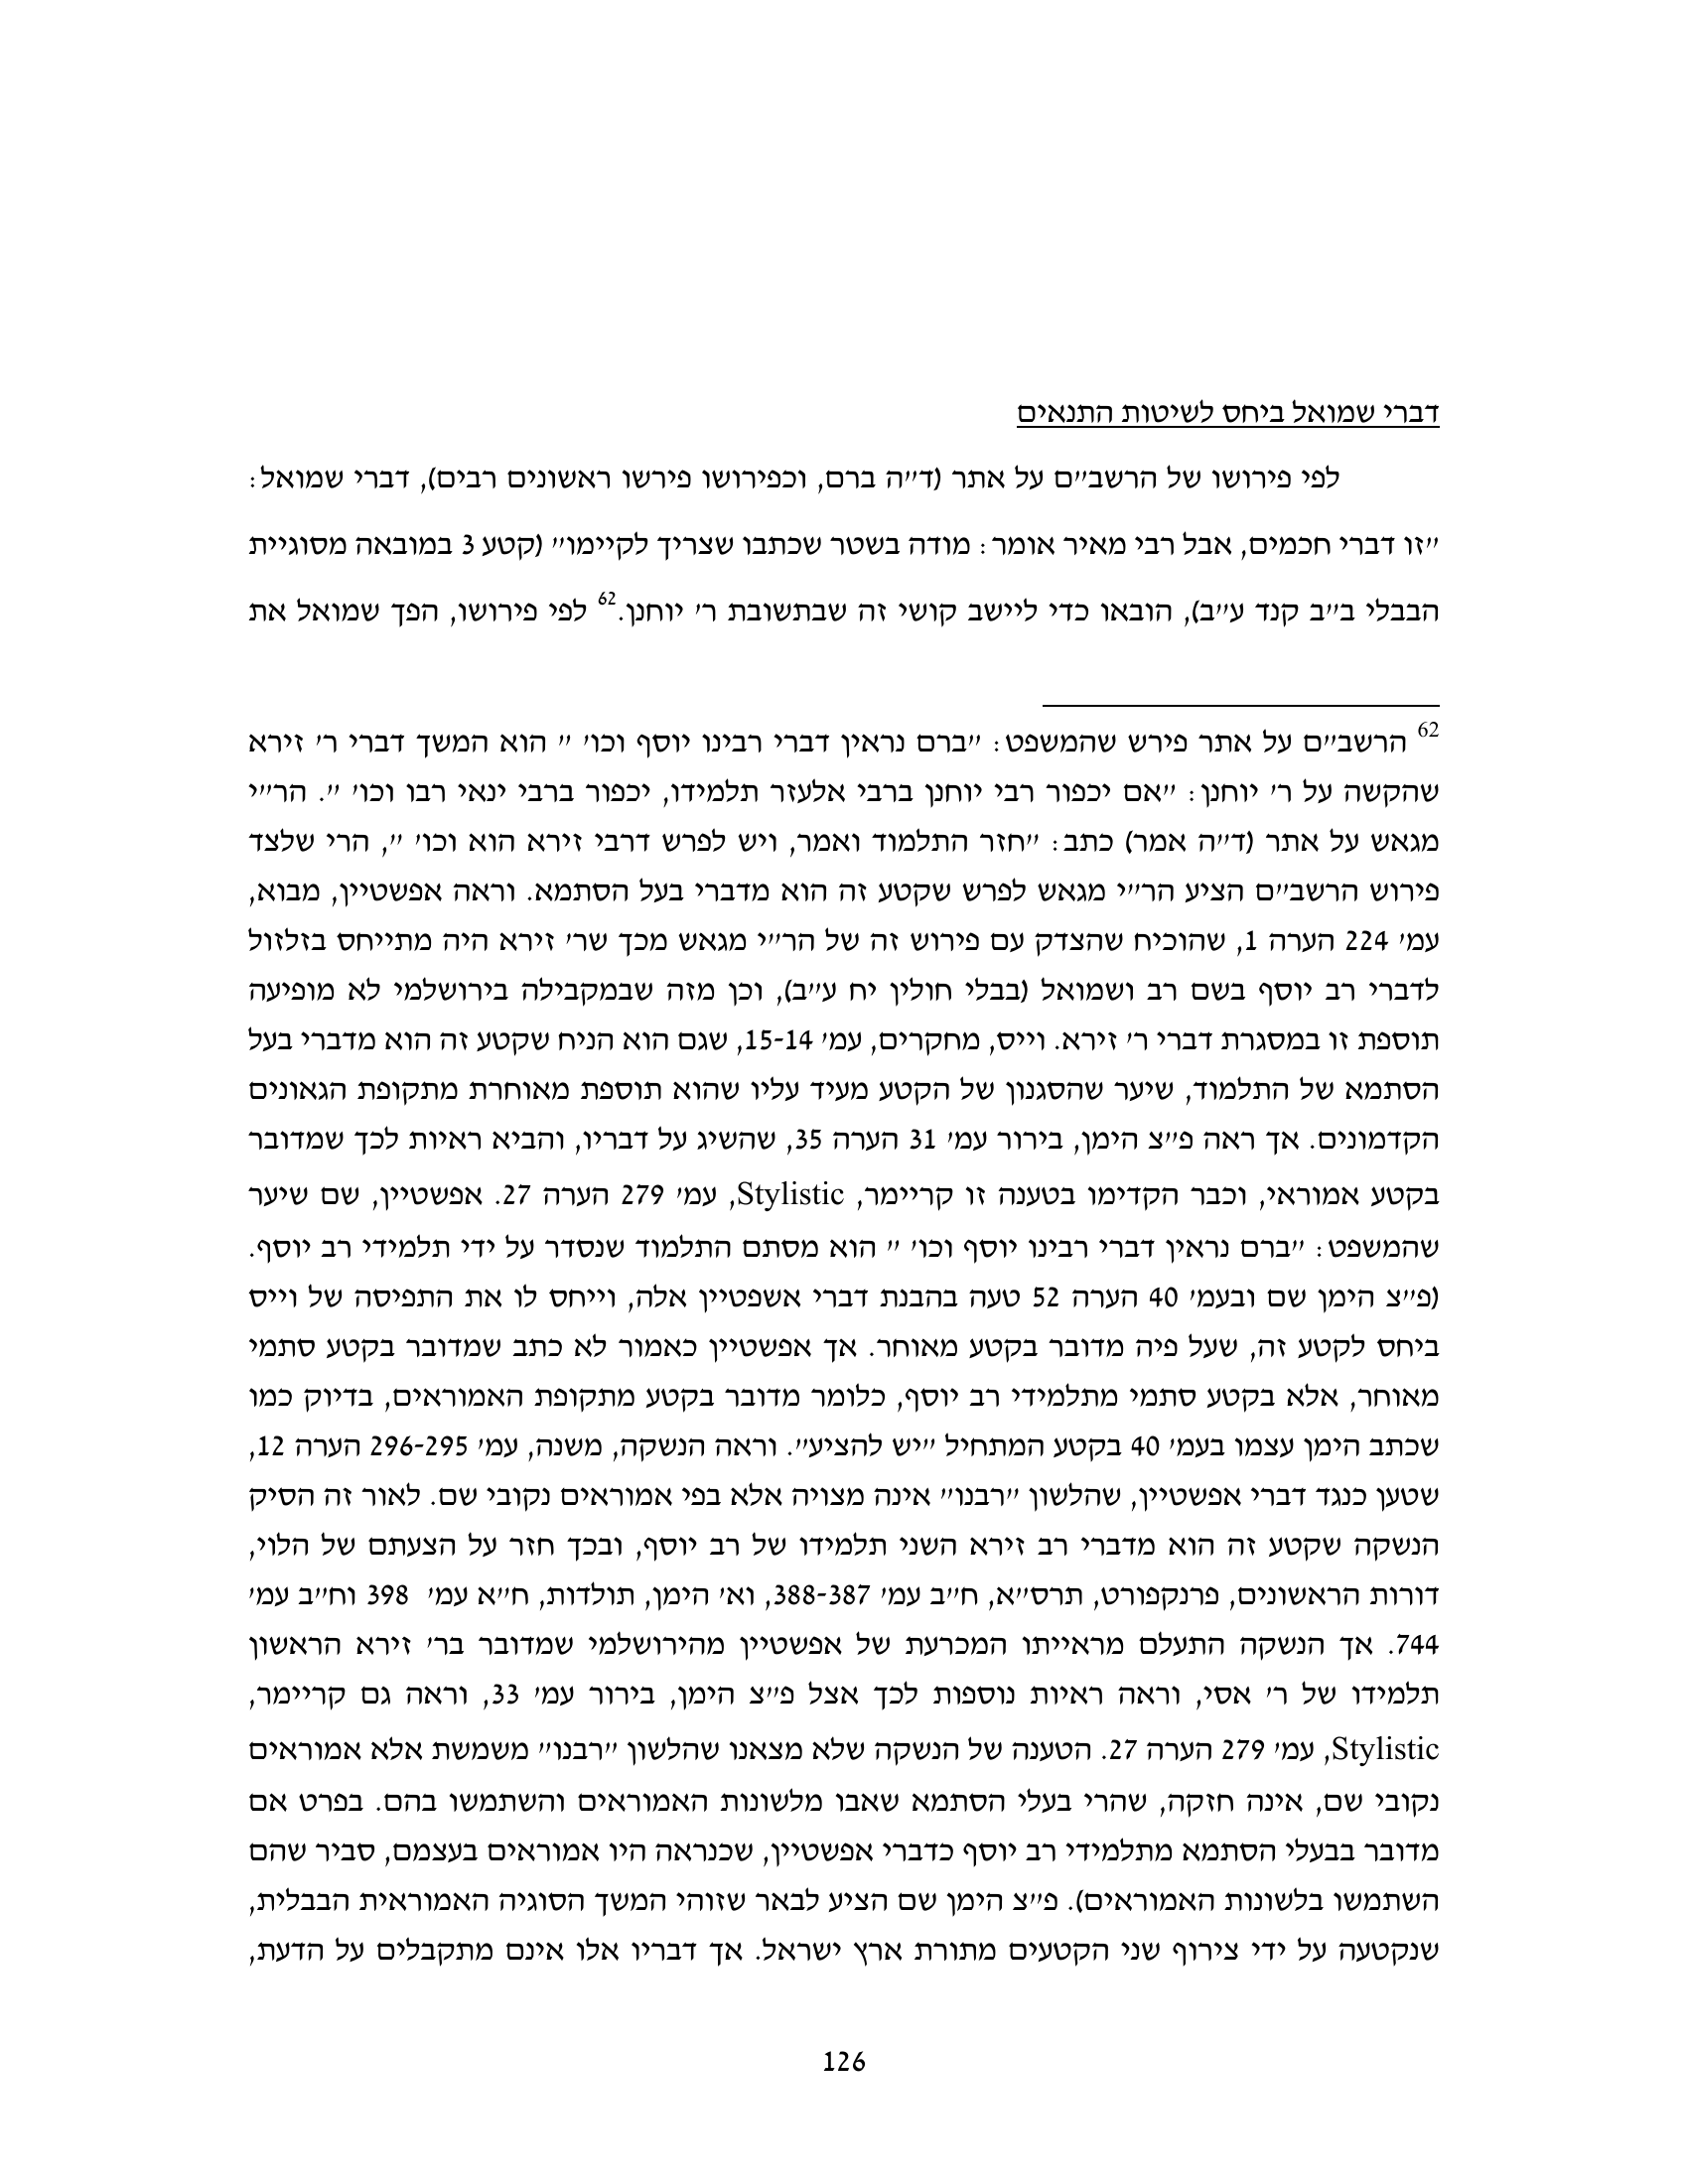 דברי שמואל ביחס לשיטות התנאים
לפי פירושו של הרשב״ם על אתר (ד״ה ברם, וכפירושו פירשו ראשונים רבים), דברי שמואל:
״זו דברי חכמים, אבל רבי מאיר אומר: מודה בשטר שכתבו שצריך לקיימו״ (קטע 3 במובאה מסוגיית
הבבלי ב״ב קנד ע״ב), הובאו כדי ליישב קושי זה שבתשובת ר׳ יוחנן.62 לפי פירושו, הפך שמואל את
62 הרשב״ם על אתר פירש שהמשפט: ״ברם נראין דברי רבינו יוסף וכו׳ ״ הוא המשך דברי ר׳ זירא
שהקשה על ר׳ יוחנן: ״אם יכפור רבי יוחנן ברבי אלעזר תלמידו, יכפור ברבי ינאי רבו וכו׳ ״. הר״י
מגאש על אתר (ד״ה אמר) כתב: ״חזר התלמוד ואמר, ויש לפרש דרבי זירא הוא וכו׳ ״, הרי שלצד
פירוש הרשב״ם הציע הר״י מגאש לפרש שקטע זה הוא מדברי בעל הסתמא. וראה אפשטיין, מבוא,
עמ׳ 224 הערה 1, שהוכיח שהצדק עם פירוש זה של הר״י מגאש מכך שר׳ זירא היה מתייחס בזלזול
לדברי רב יוסף בשם רב ושמואל (בבלי חולין יח ע״ב), וכן מזה שבמקבילה בירושלמי לא מופיעה
תוספת זו במסגרת דברי ר׳ זירא. וייס, מחקרים, עמ׳ 15-14, שגם הוא הניח שקטע זה הוא מדברי בעל
הסתמא של התלמוד, שיער שהסגנון של הקטע מעיד עליו שהוא תוספת מאוחרת מתקופת הגאונים
הקדמונים. אך ראה פ״צ הימן, בירור עמ׳ 31 הערה 35, שהשיג על דבריו, והביא ראיות לכך שמדובר
בקטע אמוראי, וכבר הקדימו בטענה זו קריימר, Stylistic, עמ׳ 279 הערה 27. אפשטיין, שם שיער
שהמשפט: ״ברם נראין דברי רבינו יוסף וכו׳ ״ הוא מסתם התלמוד שנסדר על ידי תלמידי רב יוסף.
(פ״צ הימן שם ובעמ׳ 40 הערה 52 טעה בהבנת דברי אשפטיין אלה, וייחס לו את התפיסה של וייס
ביחס לקטע זה, שעל פיה מדובר בקטע מאוחר. אך אפשטיין כאמור לא כתב שמדובר בקטע סתמי
מאוחר, אלא בקטע סתמי מתלמידי רב יוסף, כלומר מדובר בקטע מתקופת האמוראים, בדיוק כמו
שכתב הימן עצמו בעמ׳ 40 בקטע המתחיל ״יש להציע״. וראה הנשקה, משנה, עמ׳ 296-295 הערה 12,
שטען כנגד דברי אפשטיין, שהלשון ״רבנו״ אינה מצויה אלא בפי אמוראים נקובי שם. לאור זה הסיק
הנשקה שקטע זה הוא מדברי רב זירא השני תלמידו של רב יוסף, ובכך חזר על הצעתם של הלוי,
דורות הראשונים, פרנקפורט, תרס״א, ח״ב עמ׳ 388-387, וא׳ הימן, תולדות, ח״א עמ׳  398 וח״ב עמ׳
744. אך הנשקה התעלם מראייתו המכרעת של אפשטיין מהירושלמי שמדובר בר׳ זירא הראשון
תלמידו של ר׳ אסי, וראה ראיות נוספות לכך אצל פ״צ הימן, בירור עמ׳ 33, וראה גם קריימר,
Stylistic, עמ׳ 279 הערה 27. הטענה של הנשקה שלא מצאנו שהלשון ״רבנו״ משמשת אלא אמוראים
נקובי שם, אינה חזקה, שהרי בעלי הסתמא שאבו מלשונות האמוראים והשתמשו בהם. בפרט אם
מדובר בבעלי הסתמא מתלמידי רב יוסף כדברי אפשטיין, שכנראה היו אמוראים בעצמם, סביר שהם
השתמשו בלשונות האמוראים). פ״צ הימן שם הציע לבאר שזוהי המשך הסוגיה האמוראית הבבלית,
שנקטעה על ידי צירוף שני הקטעים מתורת ארץ ישראל. אך דבריו אלו אינם מתקבלים על הדעת,
126